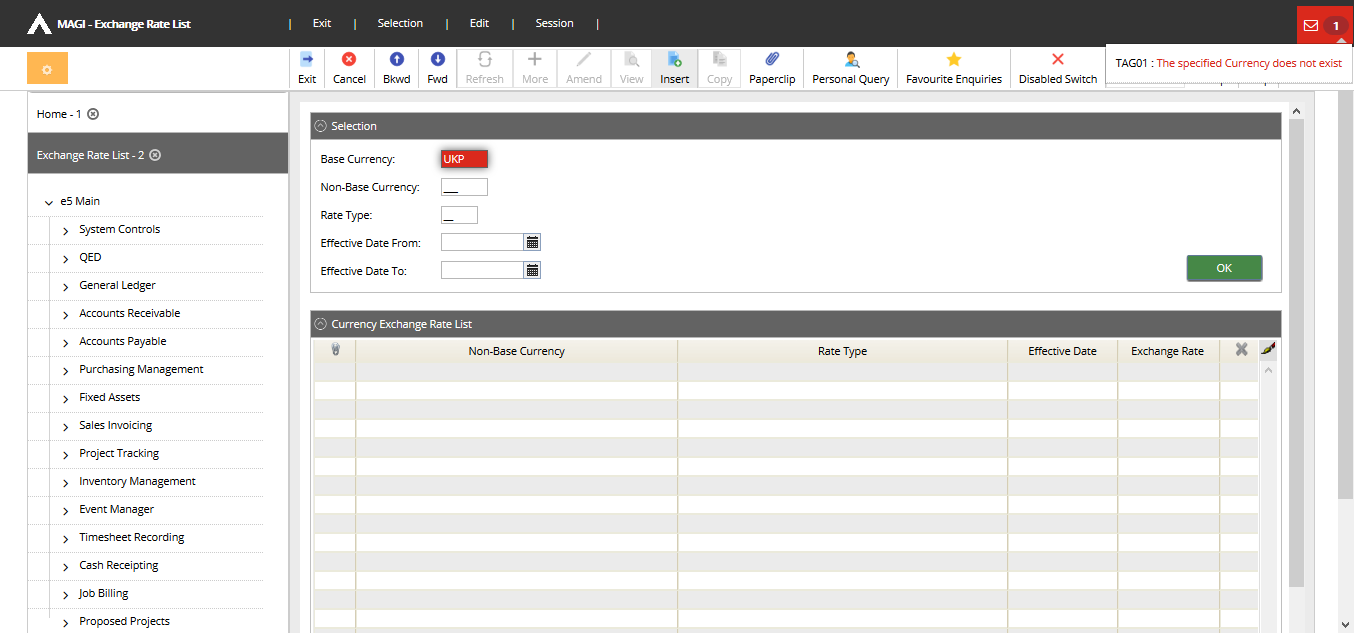 MAGI - Exchange Rate List | Exit | Selection | Edit | Session | 1
Exit Cancel Bkwd Fwd Refresh More Amend View Insert Copy Paperclip Personal Query Favourite Enquiries Disabled Switch
TAG01 : The specified Currency does not exist
Home - 1
Exchange Rate List - 2
e5 Main
System Controls
QED
General Ledger
Accounts Receivable
Accounts Payable
Purchasing Management
Fixed Assets
Sales Invoicing
Project Tracking
Inventory Management
Event Manager
Timesheet Recording
Cash Receipting
Job Billing
Proposed Projects
Selection
Base Currency: UKP
Non-Base Currency: ___
Rate Type: __
Effective Date From:
Effective Date To:
OK
Currency Exchange Rate List
Non-Base Currency Rate Type Effective Date Exchange Rate